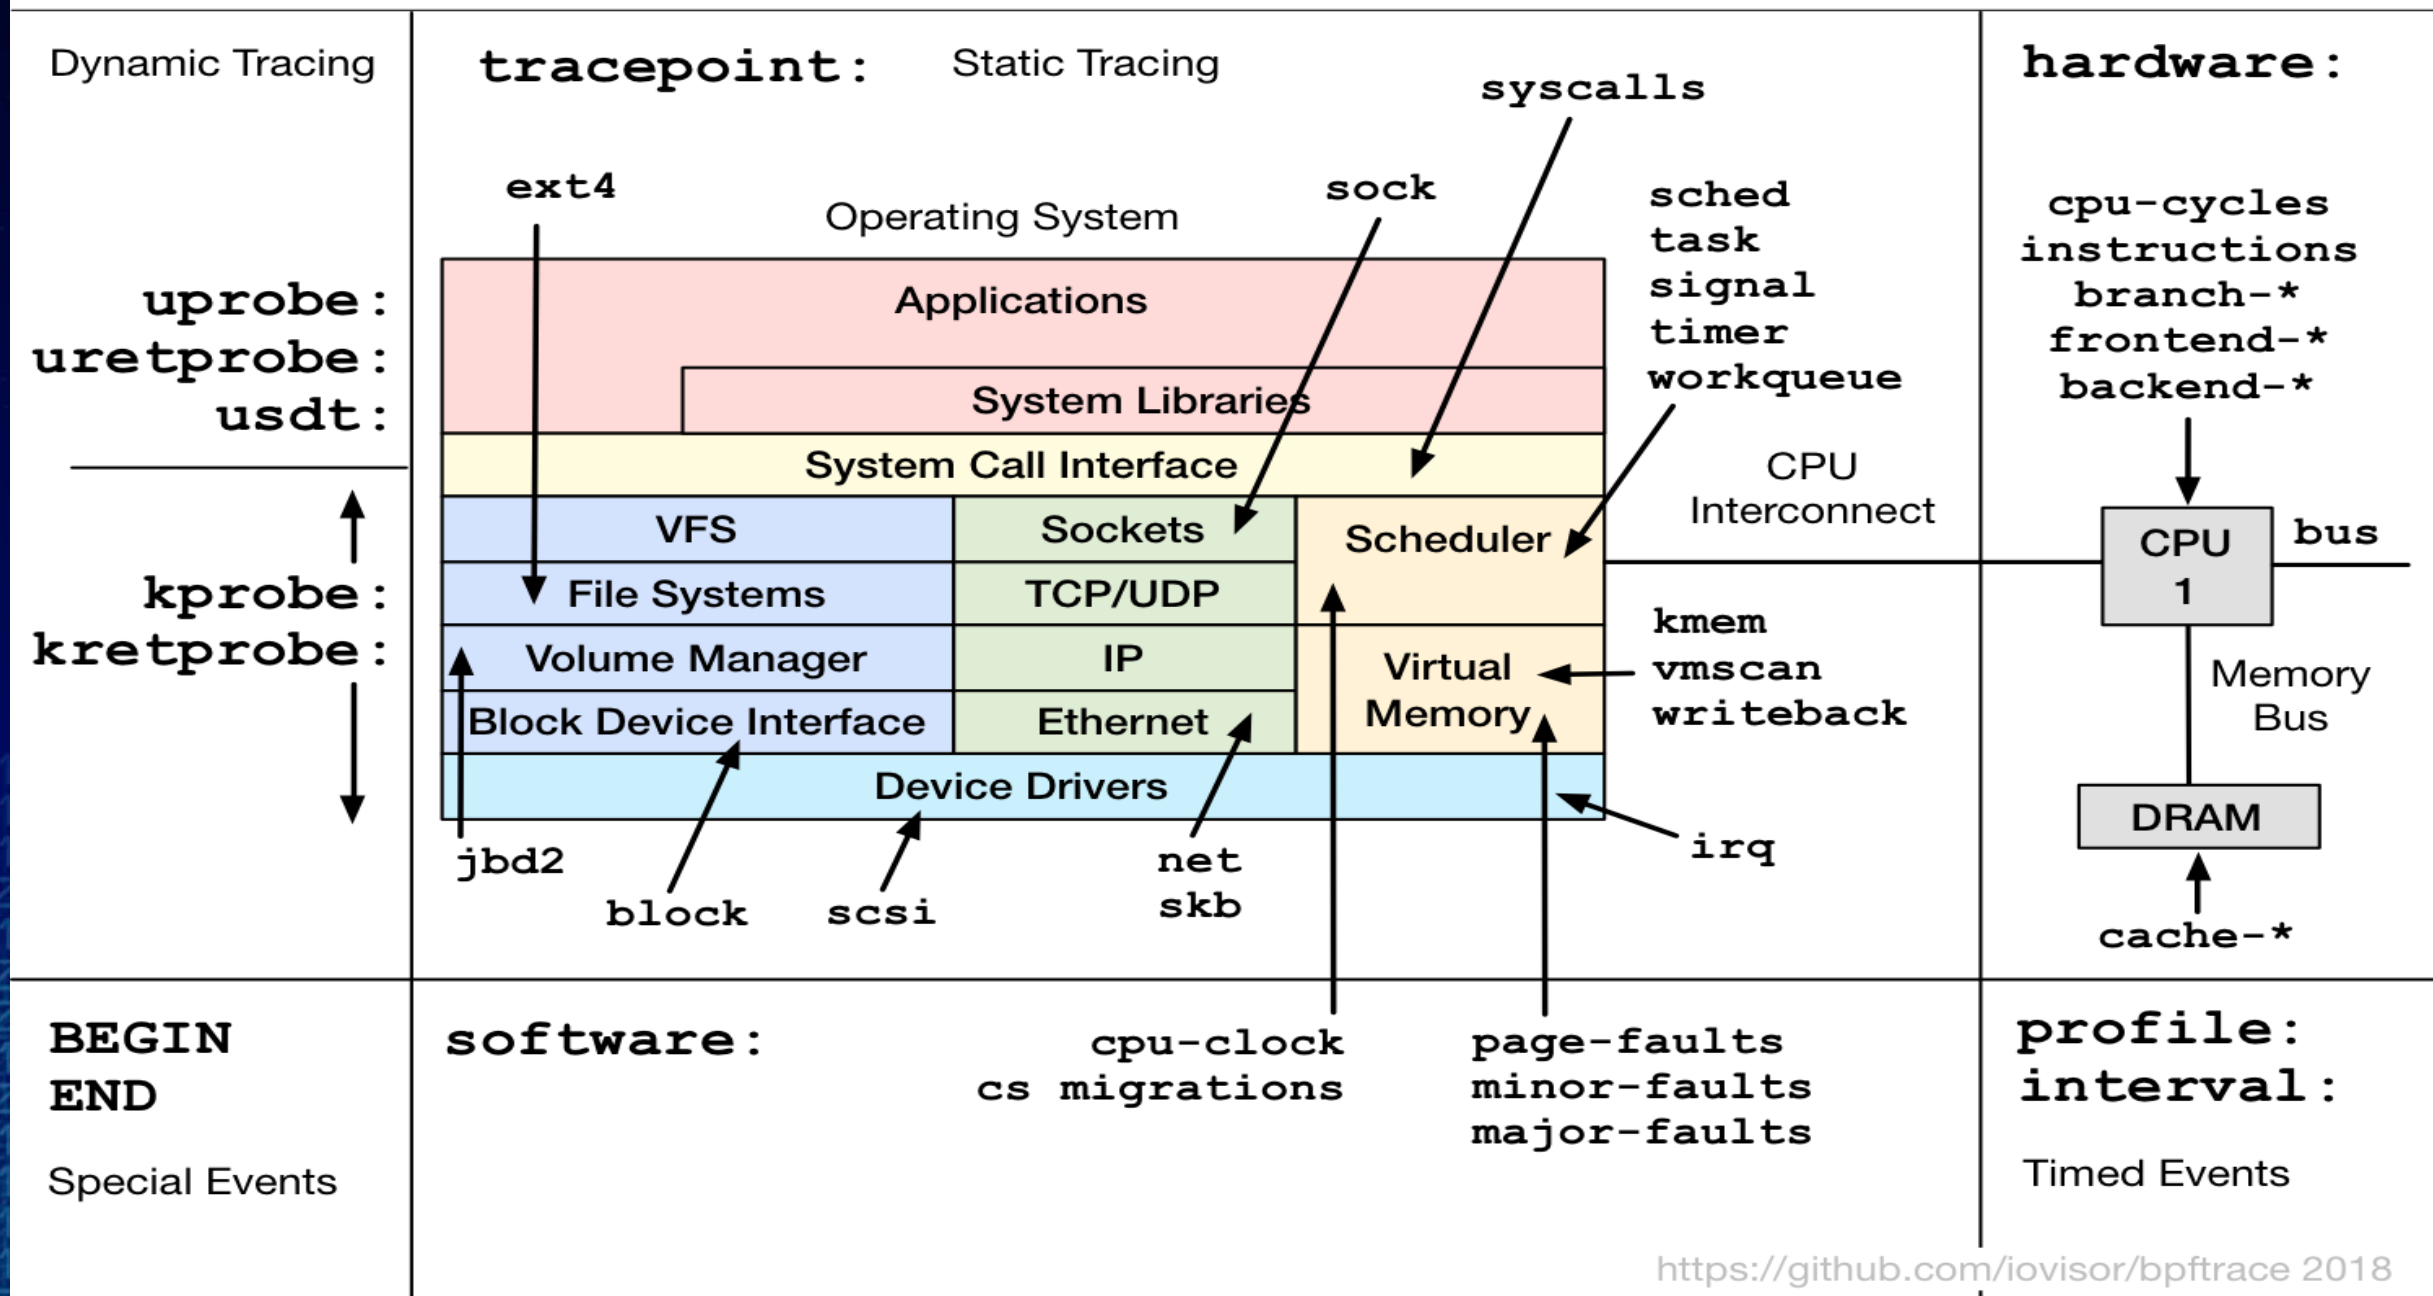 Dynamic Tracing
tracepoint: Static Tracing
hardware:
syscalls
ext4
sock
Operating System
sched
task
signal
timer
workqueue
cpu-cycles
instructions
branch-*
frontend-*
backend-*
uprobe:
uretprobe:
usdt:
Applications
System Libraries
System Call Interface
CPU
Interconnect
VFS
Sockets
Scheduler
CPU
1
bus
kprobe:
kretprobe:
File Systems
TCP/UDP
Volume Manager
IP
Virtual
Memory
kmem
vmscan
writeback
Memory
Bus
Block Device Interface
Ethernet
Device Drivers
DRAM
jbd2
block
scsi
net
skb
irq
cache-*
BEGIN
END
Special Events
software:
cpu-clock
cs migrations
page-faults
minor-faults
major-faults
profile:
interval:
Timed Events
https://github.com/iovisor/bpftrace 2018